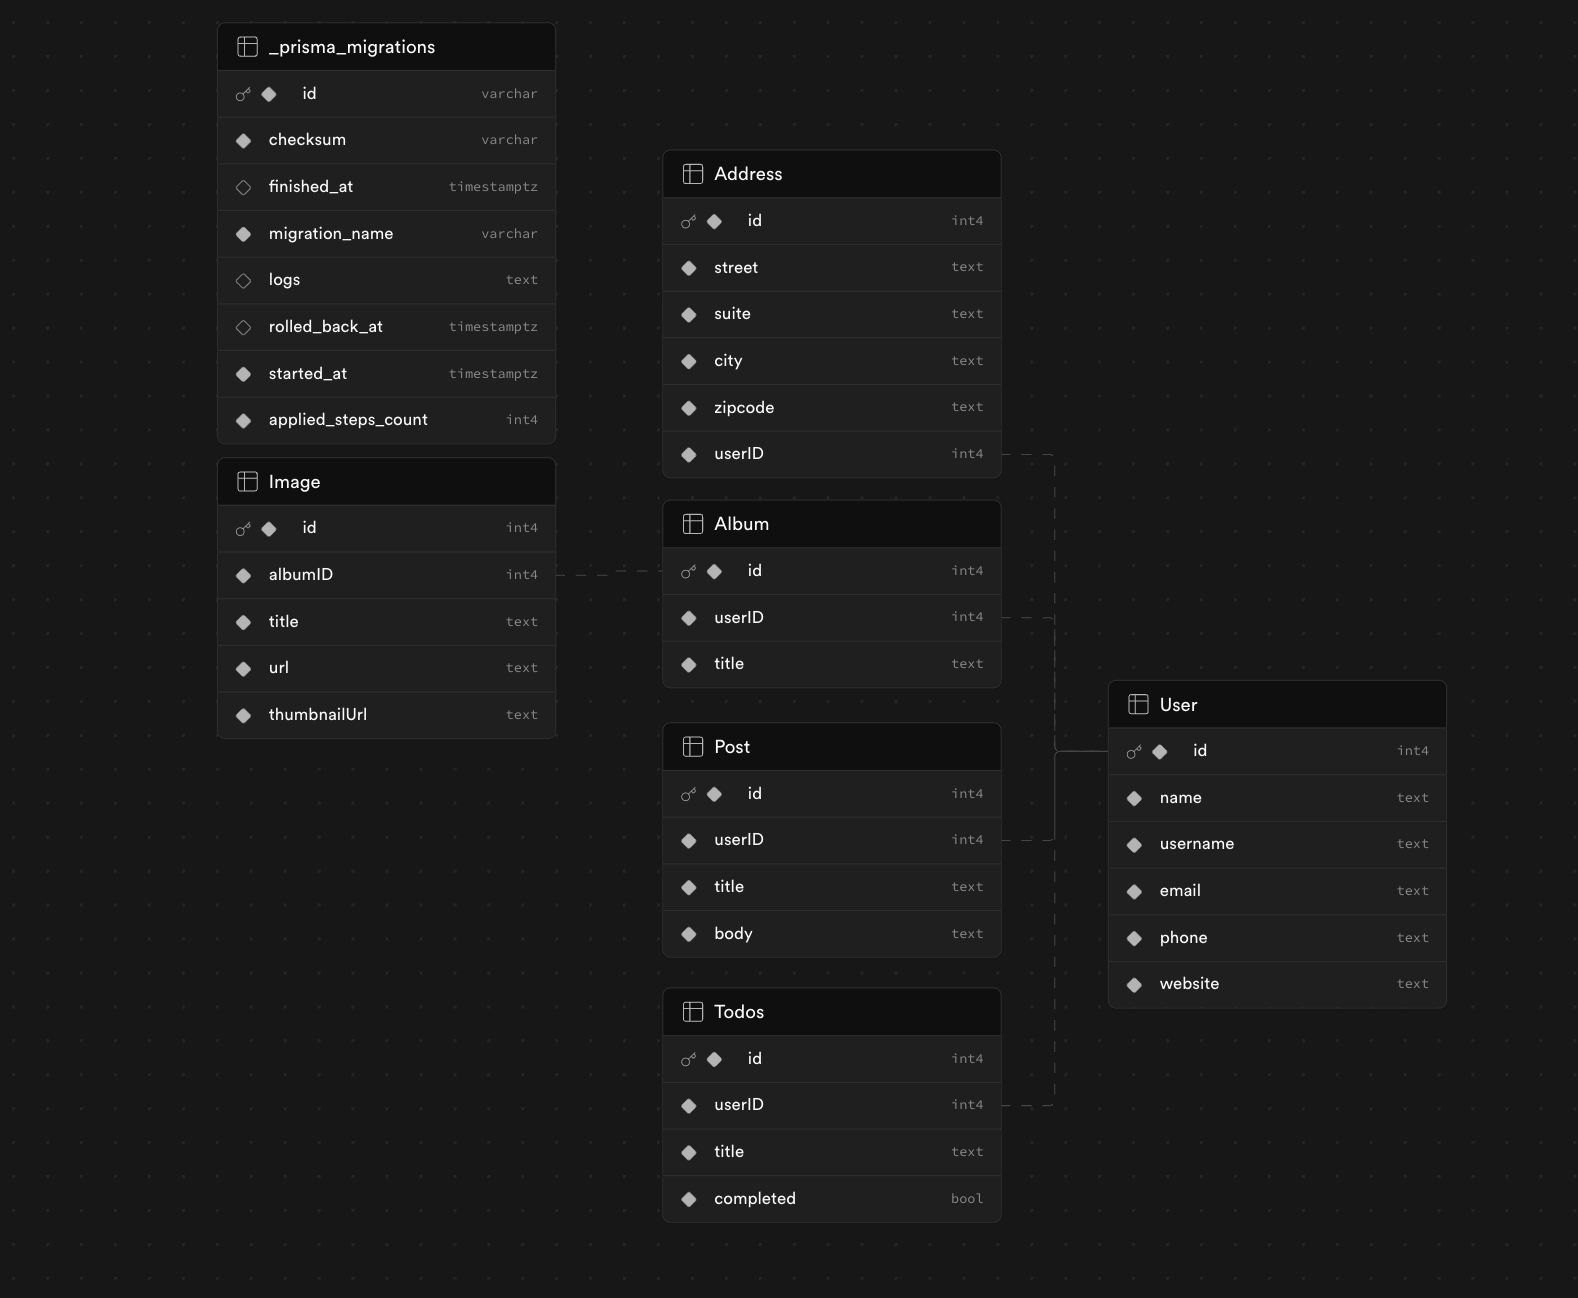 _prisma_migrations
id varchar
checksum varchar
finished_at timestamptz
migration_name varchar
logs text
rolled_back_at timestamptz
started_at timestamptz
applied_steps_count int4
Image
id int4
albumID int4
title text
url text
thumbnailUrl text
Address
id int4
street text
suite text
city text
zipcode text
userID int4
Album
id int4
userID int4
title text
Post
id int4
userID int4
title text
body text
Todos
id int4
userID int4
title text
completed bool
User
id int4
name text
username text
email text
phone text
website text